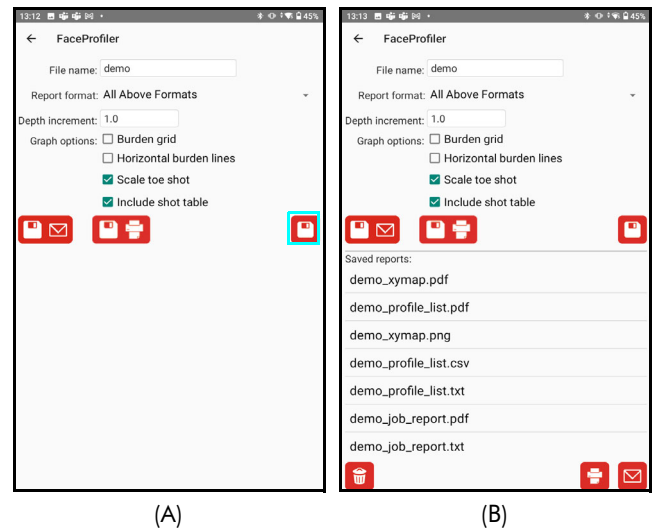 13:12 45%
FaceProfiler
File name: demo
Report format: All Above Formats
Depth increment: 1.0
Graph options: Burden grid
Horizontal burden lines
Scale toe shot
Include shot table
(A)
13:13 45%
FaceProfiler
File name: demo
Report format: All Above Formats
Depth increment: 1.0
Graph options: Burden grid
Horizontal burden lines
Scale toe shot
Include shot table
Saved reports:
demo_xymap.pdf
demo_profile_list.pdf
demo_xymap.png
demo_profile_list.csv
demo_profile_list.txt
demo_job_report.pdf
demo_job_report.txt
(B)